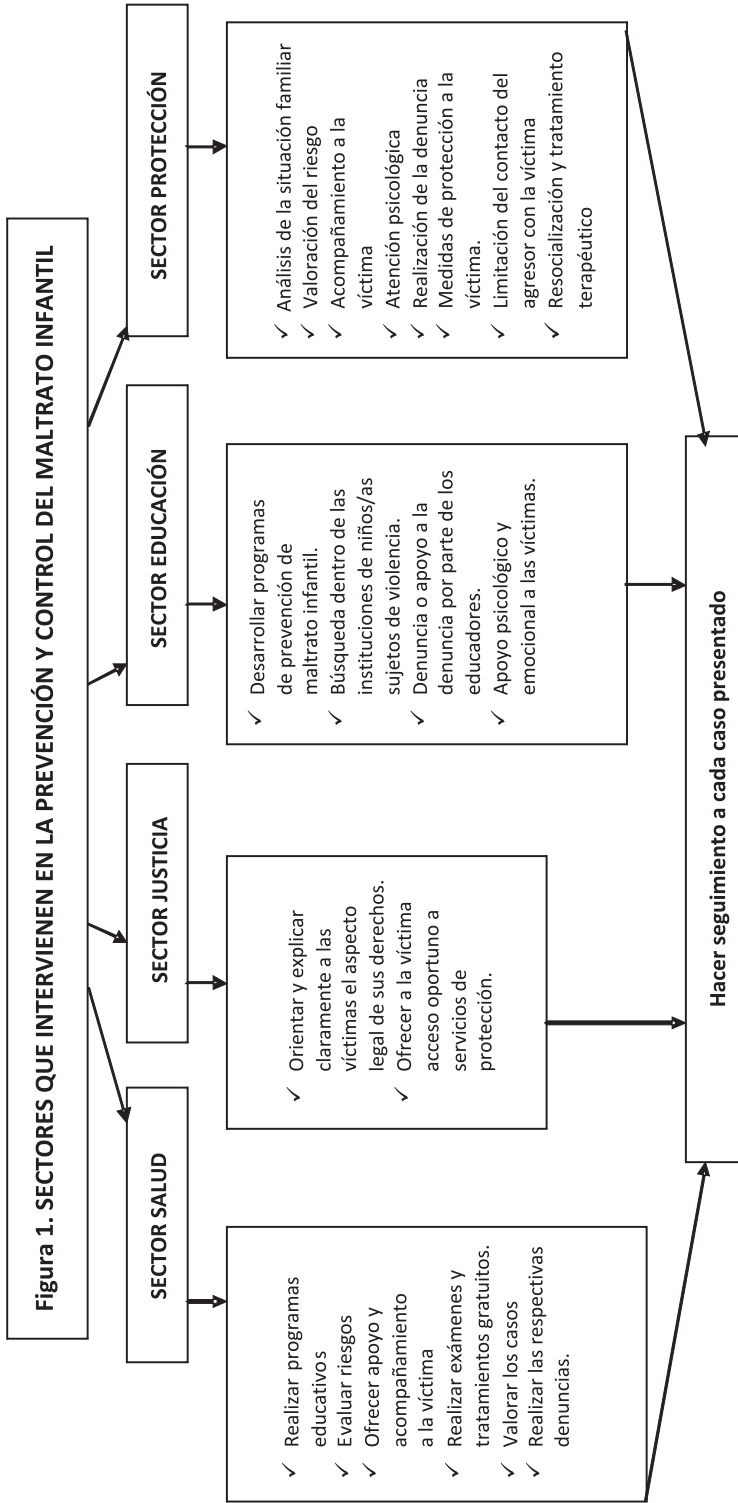 Figura 1. SECTORES QUE INTERVIENEN EN LA PREVENCIÓN Y CONTROL DEL MALTRATO INFANTIL
SECTOR SALUD
✓ Realizar programas
educativos
✓ Evaluar riesgos
✓ Ofrecer apoyo y
acompañamiento
a la víctima
✓ Realizar exámenes y
tratamientos gratuitos.
✓ Valorar los casos
✓ Realizar las respectivas
denuncias.
SECTOR JUSTICIA
✓ Orientar y explicar
claramente a las
víctimas el aspecto
legal de sus derechos.
✓ Ofrecer a la víctima
acceso oportuno a
servicios de
protección.
SECTOR EDUCACIÓN
✓ Desarrollar programas
de prevención de
maltrato infantil.
✓ Búsqueda dentro de las
instituciones de niños/as
sujetos de violencia.
✓ Denuncia o apoyo a la
denuncia por parte de los
educadores.
✓ Apoyo psicológico y
emocional a las víctimas.
SECTOR PROTECCIÓN
✓ Análisis de la situación familiar
✓ Valoración del riesgo
✓ Acompañamiento a la
víctima
✓ Atención psicológica
✓ Realización de la denuncia
✓ Medidas de protección a la
víctima.
✓ Limitación del contacto del
agresor con la víctima
✓ Resocialización y tratamiento
terapéutico
Hacer seguimiento a cada caso presentado